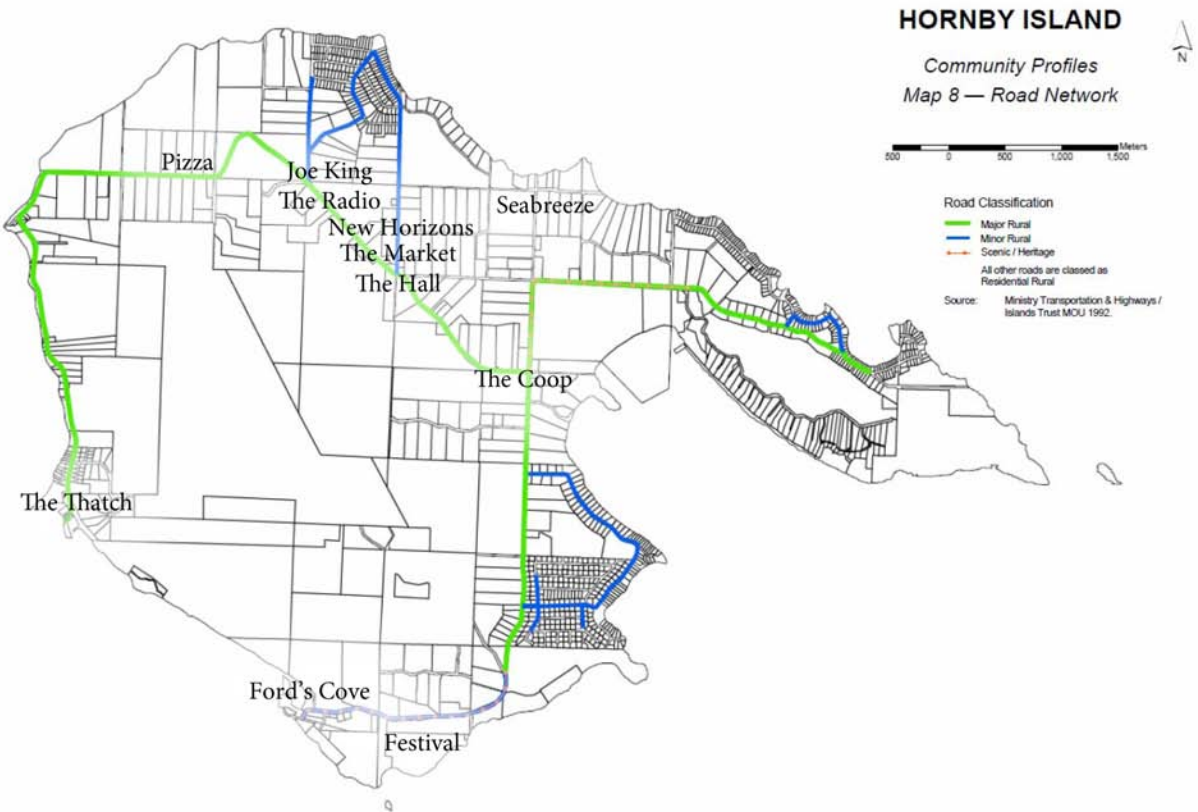 HORNBY ISLAND
Community Profiles
Map 8 — Road Network
N
Meters
500 0 500 1,000 1,500
Road Classification
Major Rural
Minor Rural
Scenic / Heritage
All other roads are classed as
Residential Rural
Source: Ministry Transportation & Highways /
Islands Trust MOU 1992.
Pizza
Joe King
The Radio
Seabreeze
New Horizons
The Market
The Hall
The Coop
The Thatch
Ford's Cove
Festival